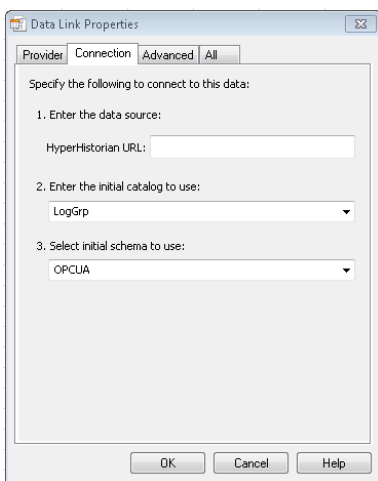 Data Link Properties
Provider Connection Advanced All
Specify the following to connect to this data:
1. Enter the data source:
HyperHistorian URL:
2. Enter the initial catalog to use:
LogGrp
3. Select initial schema to use:
OPCUA
OK Cancel Help